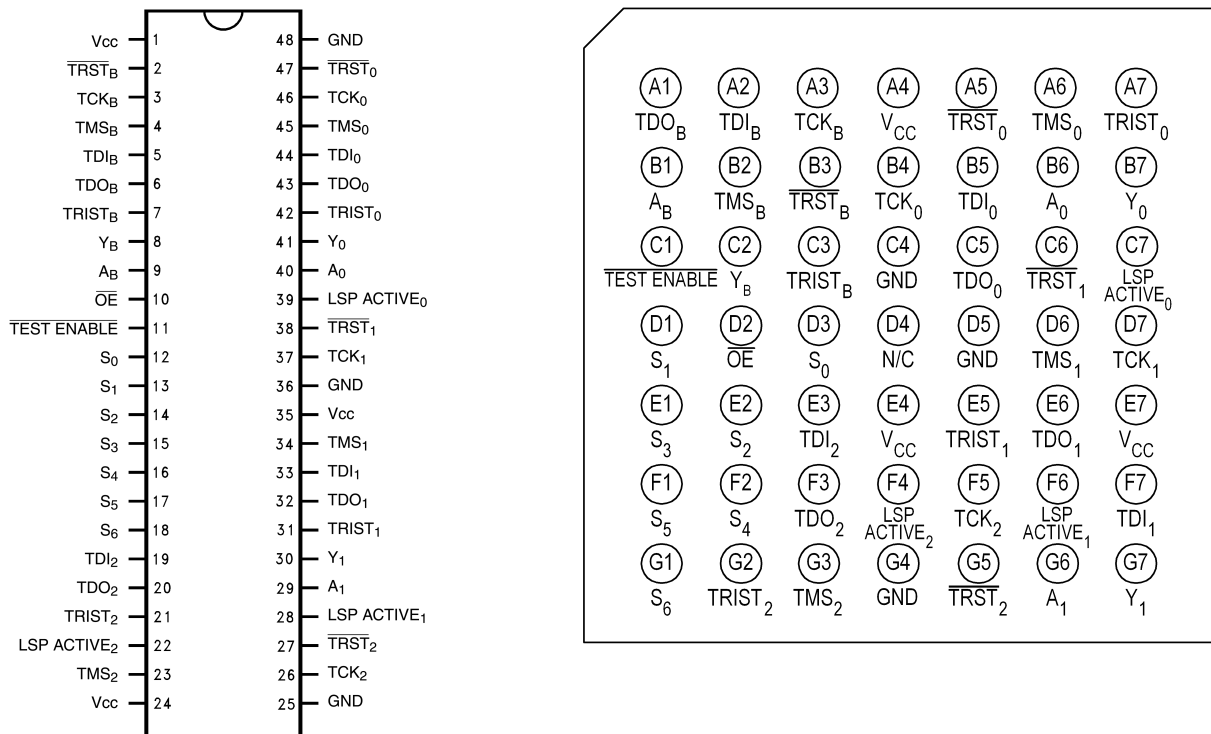 Vcc 1 48 GND
TRST_B 2 47 TRST_0
TCK_B 3 46 TCK_0
TMS_B 4 45 TMS_0
TDI_B 5 44 TDI_0
TDO_B 6 43 TDO_0
TRIST_B 7 42 TRIST_0
Y_B 8 41 Y_0
A_B 9 40 A_0
OE 10 39 LSP ACTIVE_0
TEST ENABLE 11 38 TRST_1
S_0 12 37 TCK_1
S_1 13 36 GND
S_2 14 35 Vcc
S_3 15 34 TMS_1
S_4 16 33 TDI_1
S_5 17 32 TDO_1
S_6 18 31 TRIST_1
TDI_2 19 30 Y_1
TDO_2 20 29 A_1
TRIST_2 21 28 LSP ACTIVE_1
LSP ACTIVE_2 22 27 TRST_2
TMS_2 23 26 TCK_2
Vcc 24 25 GND
A1 A2 A3 A4 A5 A6 A7
TDO_B TDI_B TCK_B V_CC TRST_0 TMS_0 TRIST_0
B1 B2 B3 B4 B5 B6 B7
A_B TMS_B TRST_B TCK_0 TDI_0 A_0 Y_0
C1 C2 C3 C4 C5 C6 C7
TEST ENABLE Y_B TRIST_B GND TDO_0 TRST_1 LSP ACTIVE_0
D1 D2 D3 D4 D5 D6 D7
S_1 OE S_0 N/C GND TMS_1 TCK_1
E1 E2 E3 E4 E5 E6 E7
S_3 S_2 TDI_2 V_CC TRIST_1 TDO_1 V_CC
F1 F2 F3 F4 F5 F6 F7
S_5 S_4 TDO_2 LSP ACTIVE_2 TCK_2 LSP ACTIVE_1 TDI_1
G1 G2 G3 G4 G5 G6 G7
S_6 TRIST_2 TMS_2 GND TRST_2 A_1 Y_1